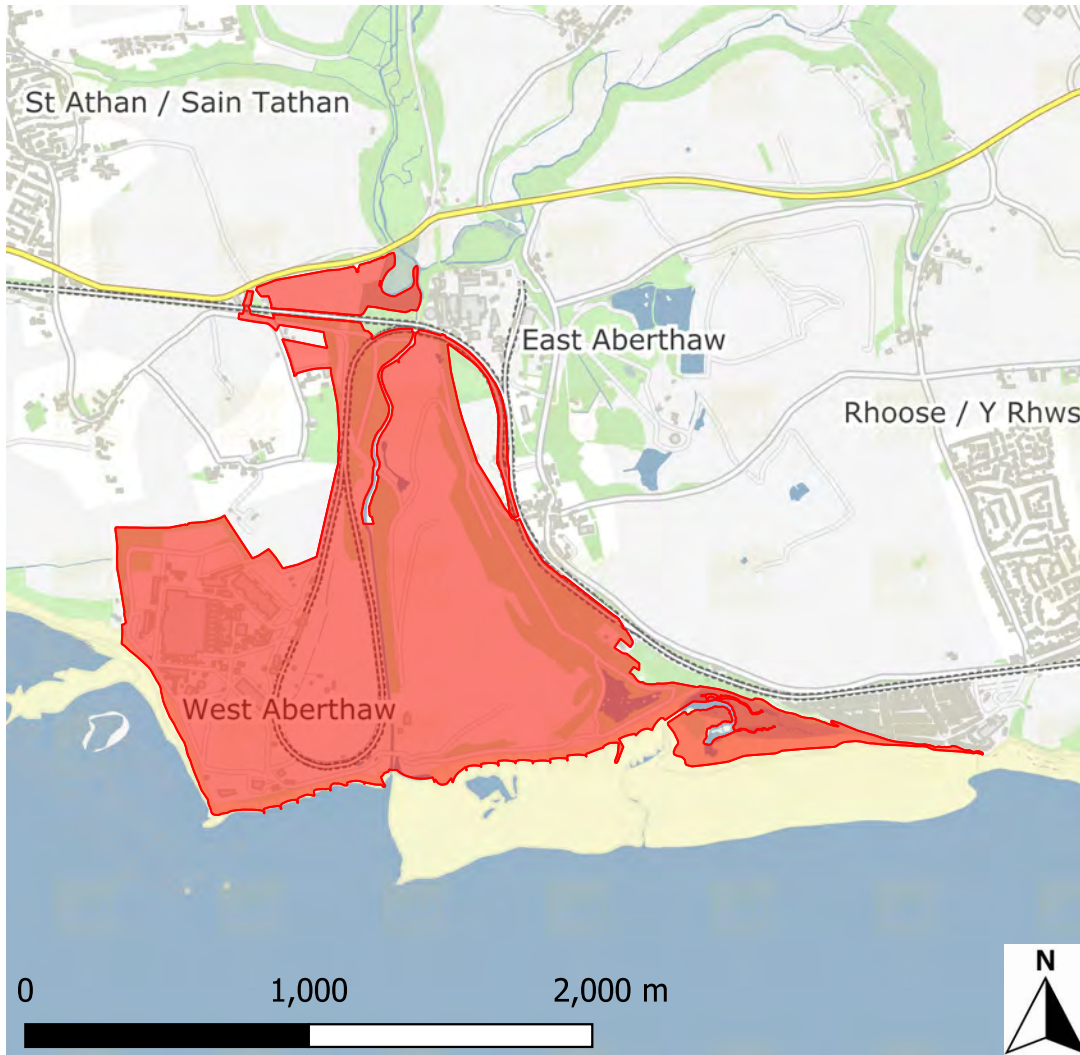 St Athan / Sain Tathan
East Aberthaw
Rhoose / Y Rhws
West Aberthaw
0 1,000 2,000 m
N